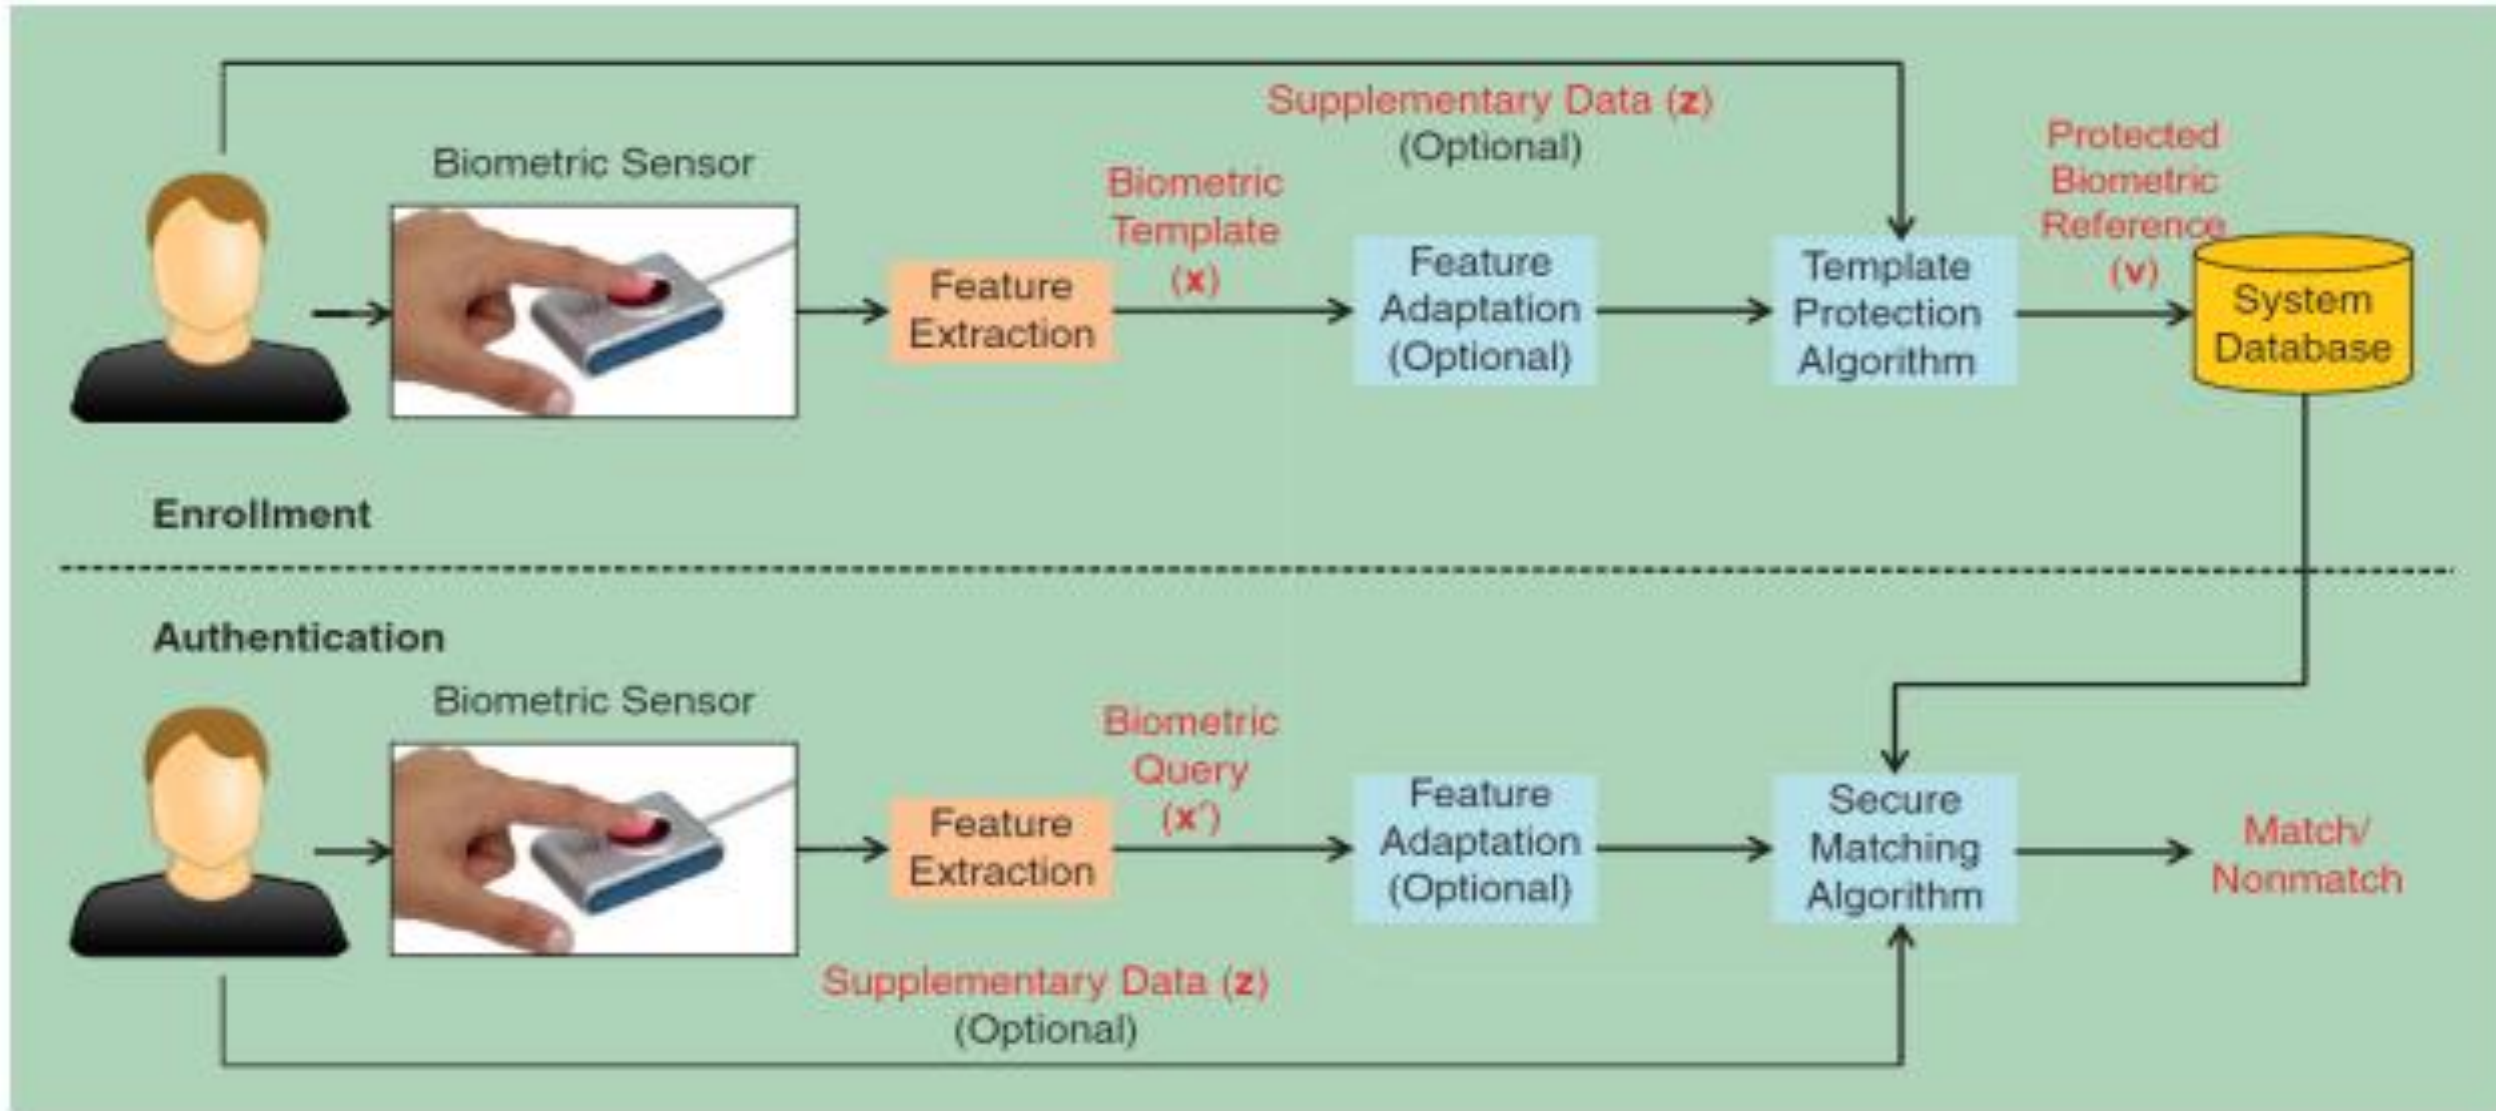 Supplementary Data (z)
(Optional)
Biometric Sensor
Biometric
Template
(x)
Protected
Biometric
Reference
(v)
Feature
Extraction
Feature
Adaptation
(Optional)
Template
Protection
Algorithm
System
Database
Enrollment
Authentication
Biometric Sensor
Biometric
Query
(x')
Feature
Extraction
Feature
Adaptation
(Optional)
Secure
Matching
Algorithm
Match/
Nonmatch
Supplementary Data (z)
(Optional)